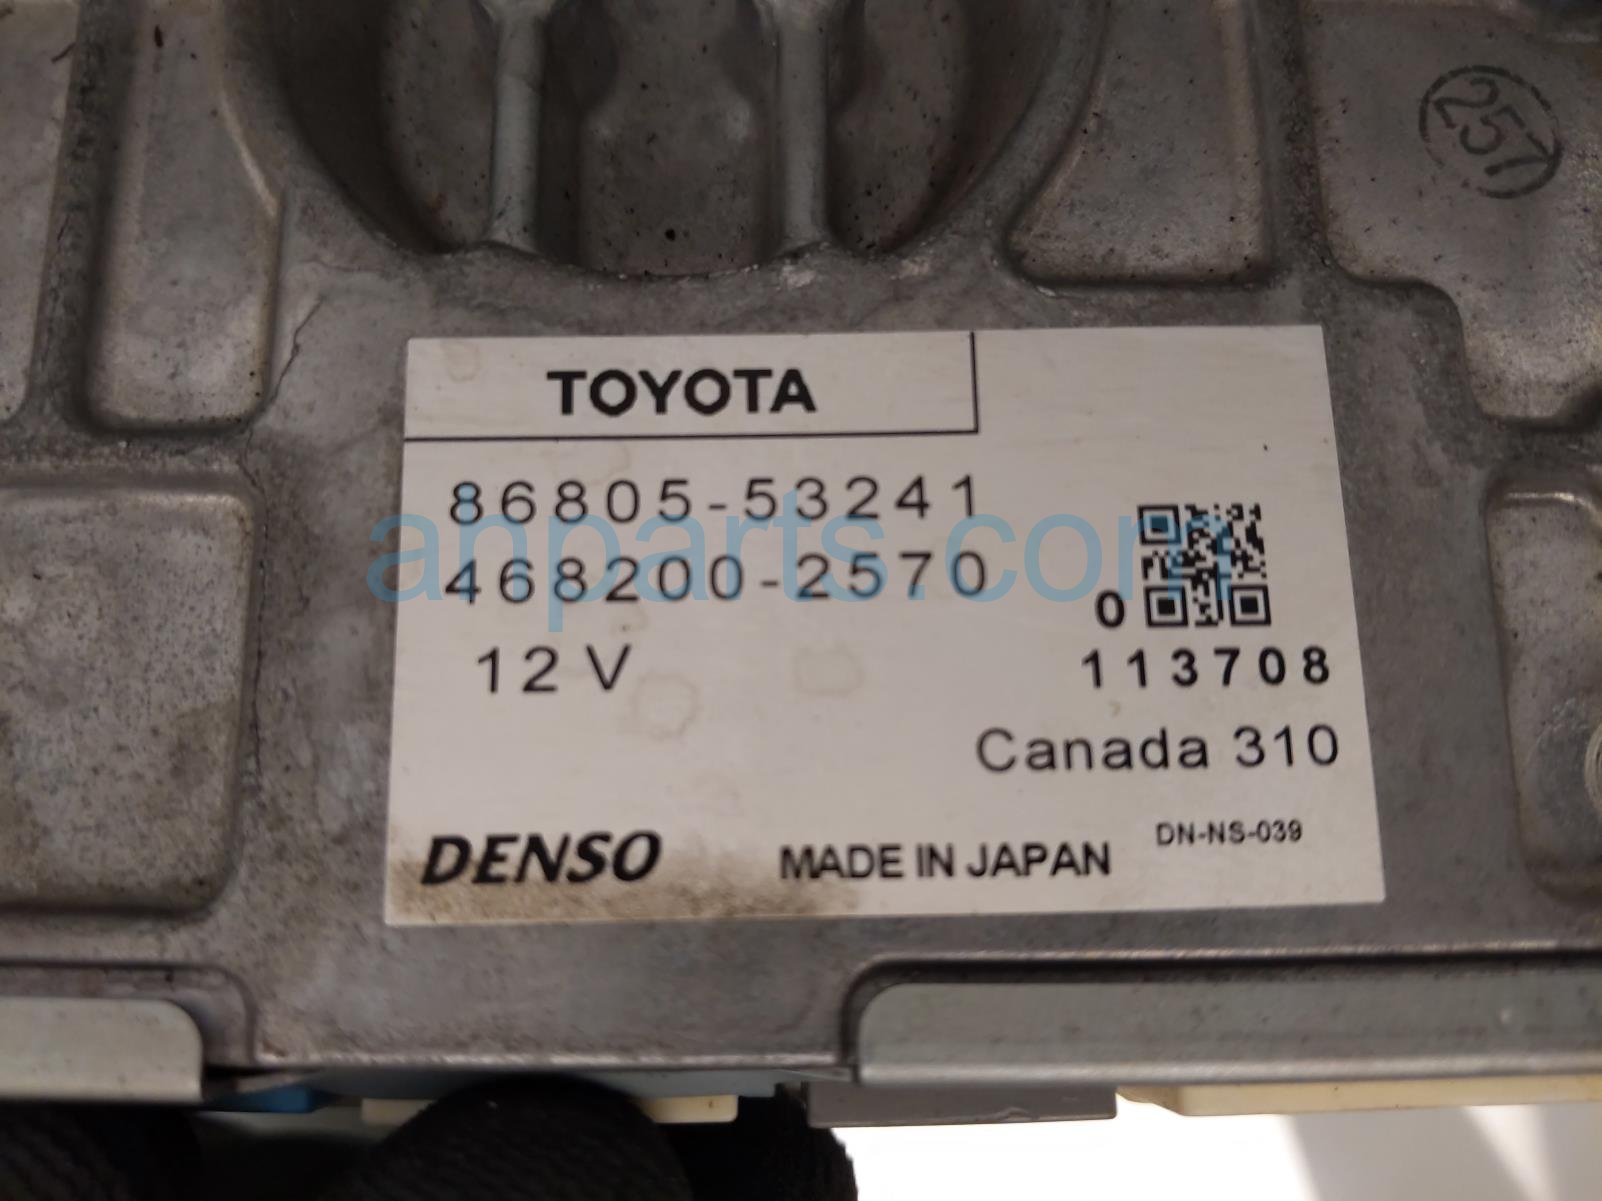 257
TOYOTA
86805-53241
anparts.com
468200-2570
0
12 V
113708
Canada 310
DN-NS-039
DENSO
MADE IN JAPAN